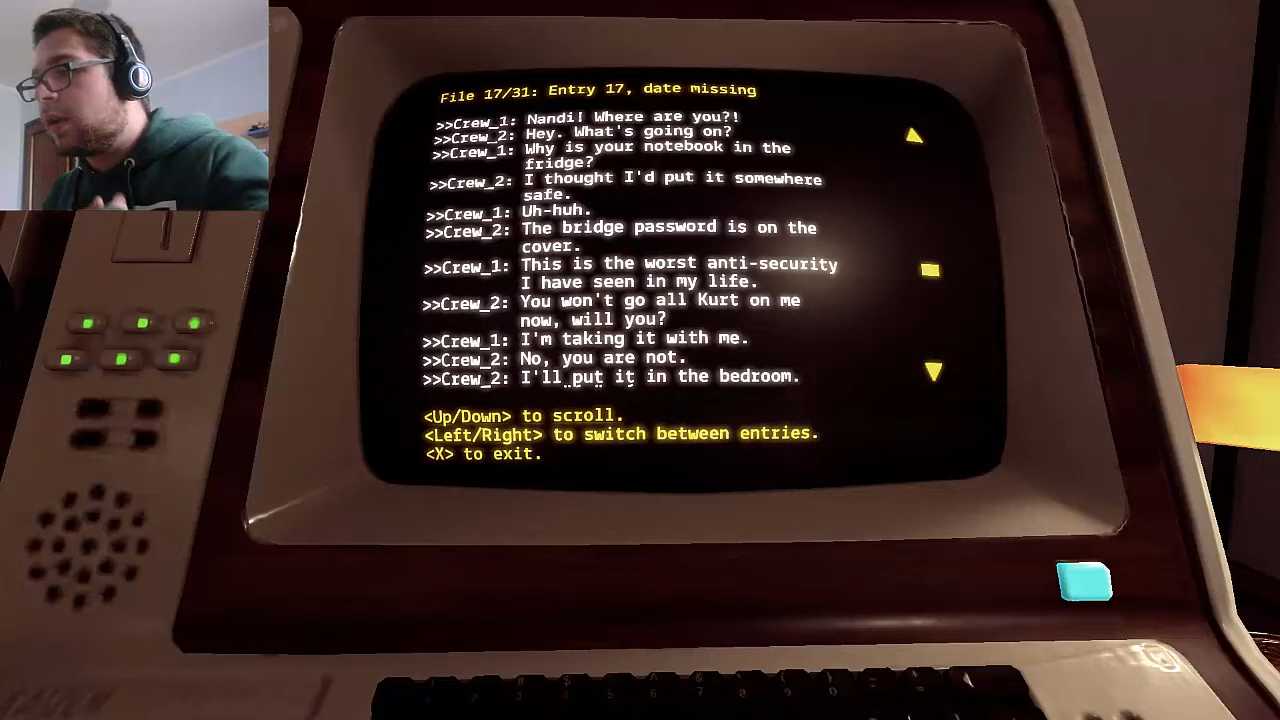 File 17/31: Entry 17, date missing
>>Crew_1: Nandi! Where are you?!
>>Crew_2: Hey. What's going on?
>>Crew_1: Why is your notebook in the
fridge?
>>Crew_2: I thought I'd put it somewhere
safe.
>>Crew_1: Uh-huh.
>>Crew_2: The bridge password is on the
cover.
>>Crew_1: This is the worst anti-security
I have seen in my life.
>>Crew_2: You won't go all Kurt on me
now, will you?
>>Crew_1: I'm taking it with me.
>>Crew_2: No, you are not.
>>Crew_2: I'll put it in the bedroom.
<Up/Down> to scroll.
<Left/Right> to switch between entries.
<X> to exit.